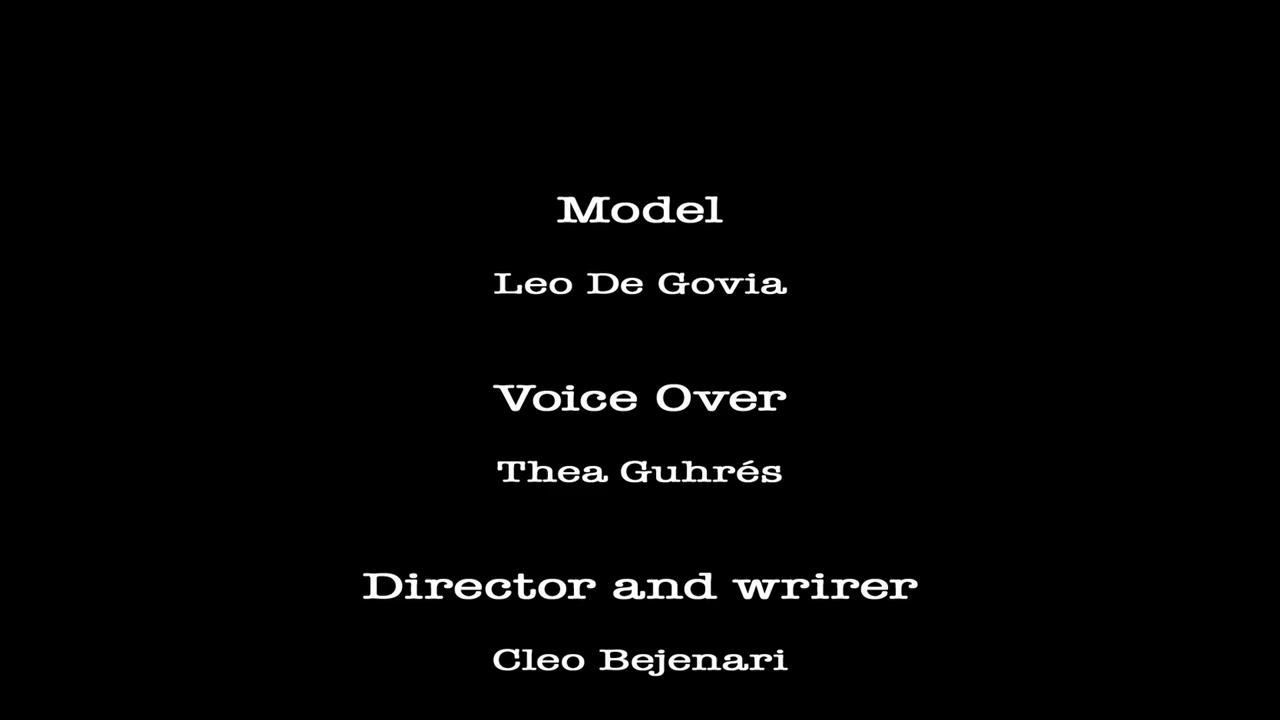 Model
Leo De Govia
Voice Over
Thea Guhrés
Director and wrirer
Cleo Bejenari